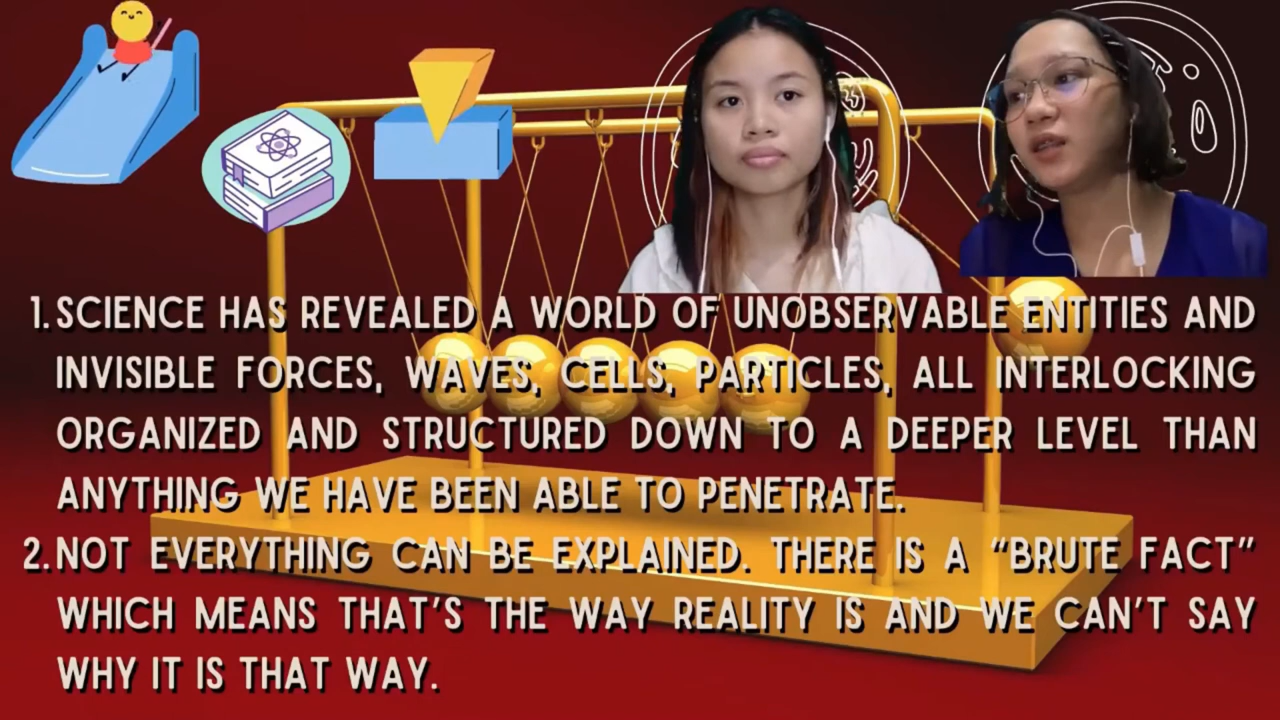 1. SCIENCE HAS REVEALED A WORLD OF UNOBSERVABLE ENTITIES AND
INVISIBLE FORCES, WAVES, CELLS, PARTICLES, ALL INTERLOCKING
ORGANIZED AND STRUCTURED DOWN TO A DEEPER LEVEL THAN
ANYTHING WE HAVE BEEN ABLE TO PENETRATE.
2. NOT EVERYTHING CAN BE EXPLAINED. THERE IS A “BRUTE FACT”
WHICH MEANS THAT’S THE WAY REALITY IS AND WE CAN’T SAY
WHY IT IS THAT WAY.